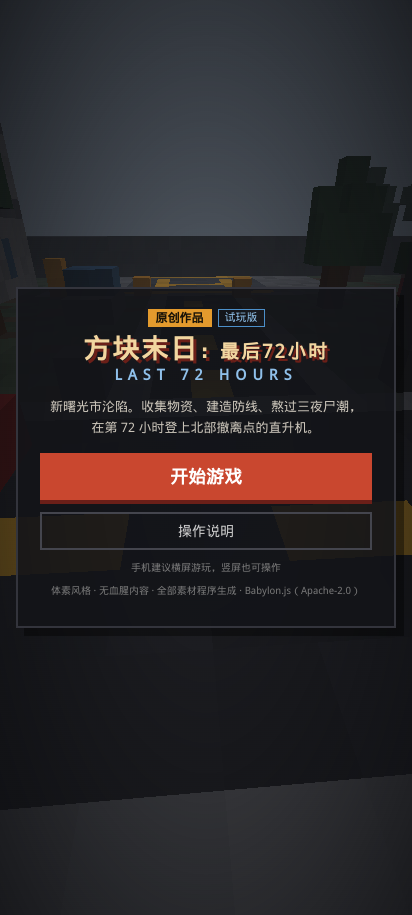 原创作品 试玩版
方块末日：最后72小时
LAST 72 HOURS
新曙光市沦陷。收集物资、建造防线、熬过三夜尸潮，
在第 72 小时登上北部撤离点的直升机。
开始游戏
操作说明
手机建议横屏游玩，竖屏也可操作
体素风格 · 无血腥内容 · 全部素材程序生成 · Babylon.js（Apache-2.0）